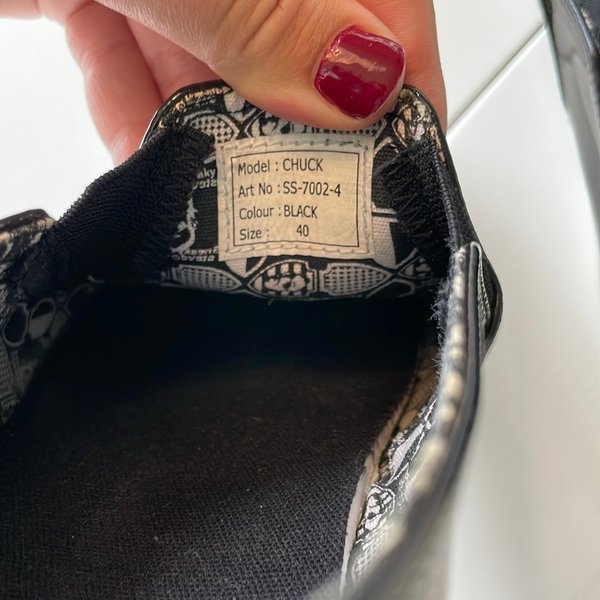 Model : CHUCK
Art No : SS-7002-4
Colour : BLACK
Size : 40